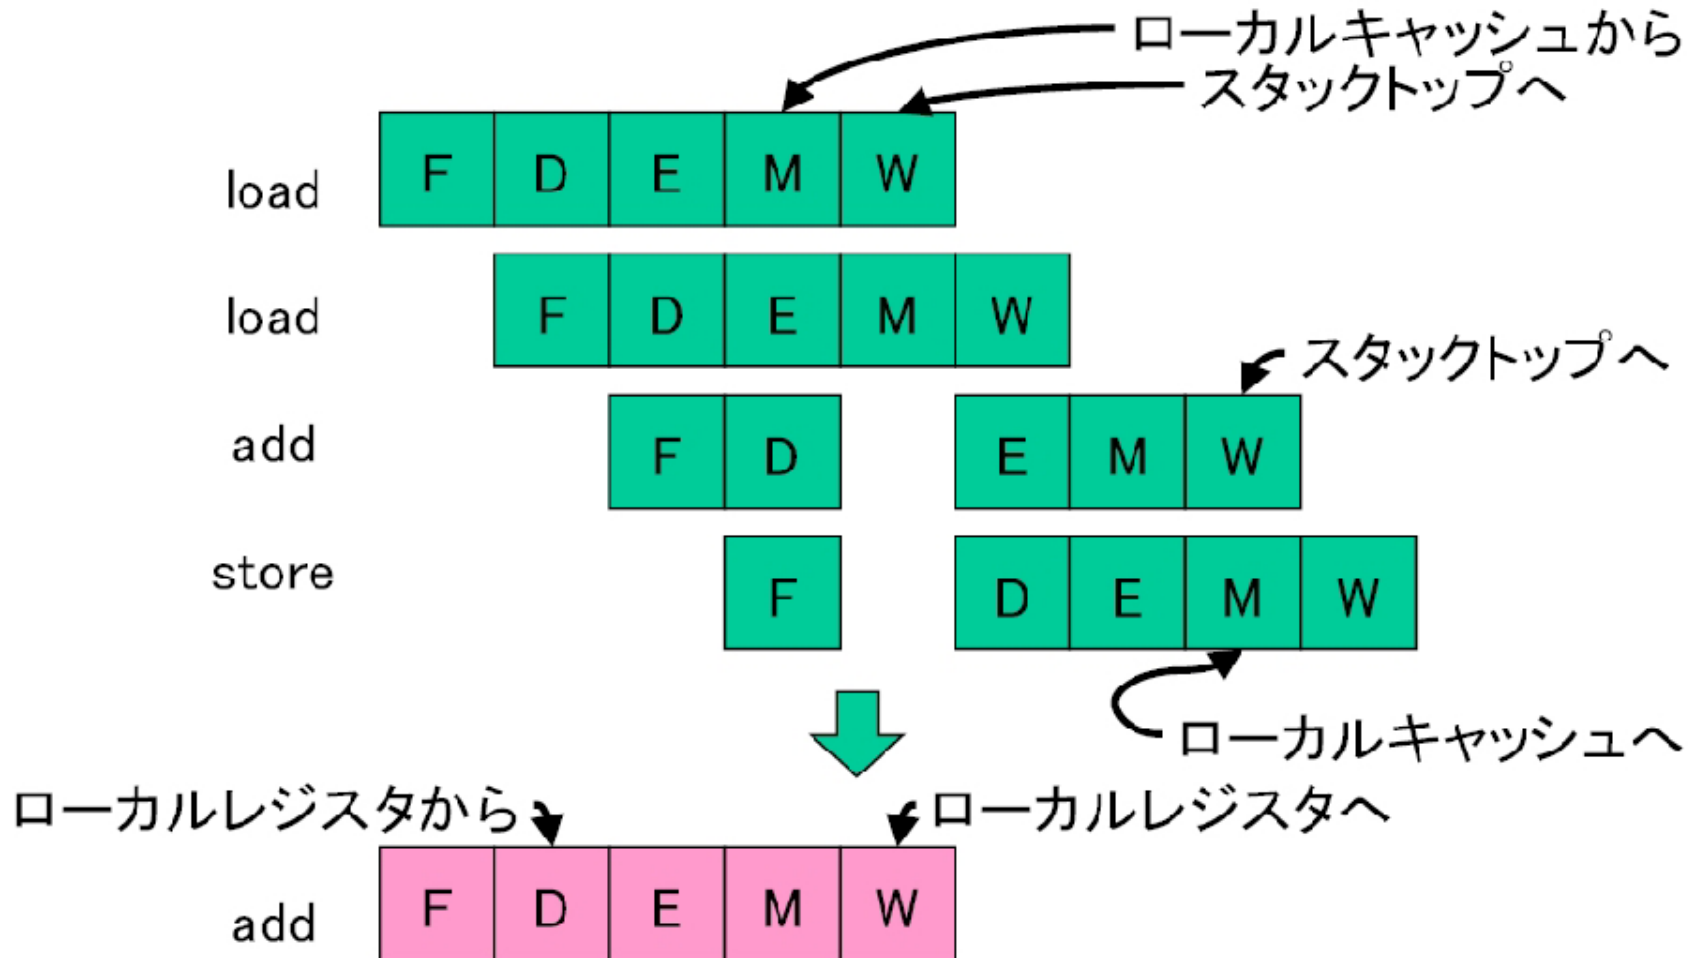 ローカルキャッシュから
スタックトップへ
load F D E M W
load F D E M W
スタックトップへ
add F D E M W
store F D E M W
ローカルキャッシュへ
ローカルレジスタから ローカルレジスタへ
add F D E M W